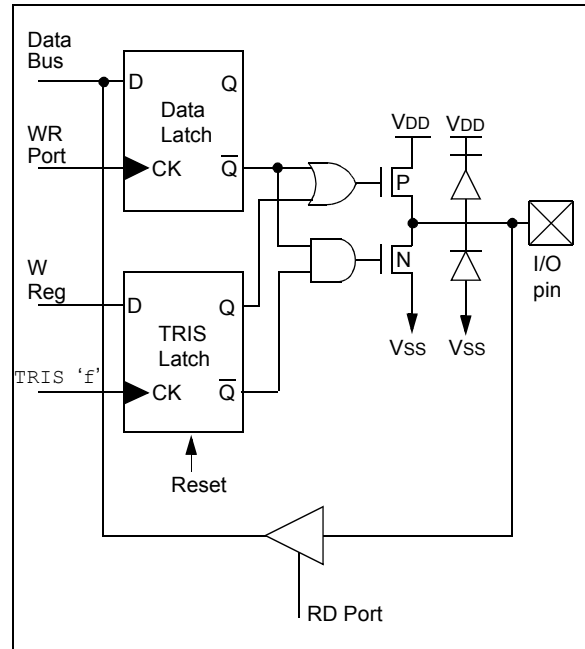 Data
Bus
D
Q
Data
Latch
WR
Port
CK
Q
VDD
VDD
P
N
I/O
pin
W
Reg
D
Q
TRIS
Latch
VSS
VSS
TRIS ‘f’
CK
Q
Reset
RD Port